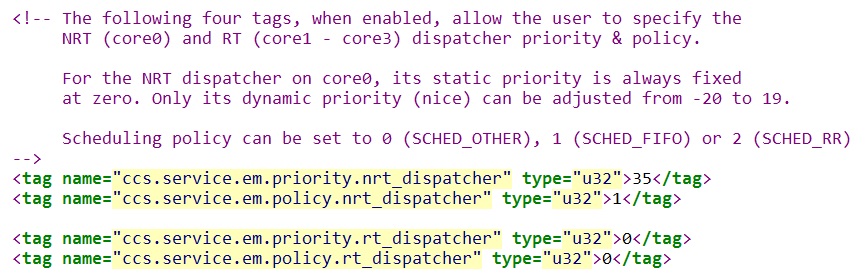 <!-- The following four tags, when enabled, allow the user to specify the
NRT (core0) and RT (core1 - core3) dispatcher priority & policy.
For the NRT dispatcher on core0, its static priority is always fixed
at zero. Only its dynamic priority (nice) can be adjusted from -20 to 19.
Scheduling policy can be set to 0 (SCHED_OTHER), 1 (SCHED_FIFO) or 2 (SCHED_RR)
-->
<tag name="ccs.service.em.priority.nrt_dispatcher" type="u32">35</tag>
<tag name="ccs.service.em.policy.nrt_dispatcher" type="u32">1</tag>
<tag name="ccs.service.em.priority.rt_dispatcher" type="u32">0</tag>
<tag name="ccs.service.em.policy.rt_dispatcher" type="u32">0</tag>